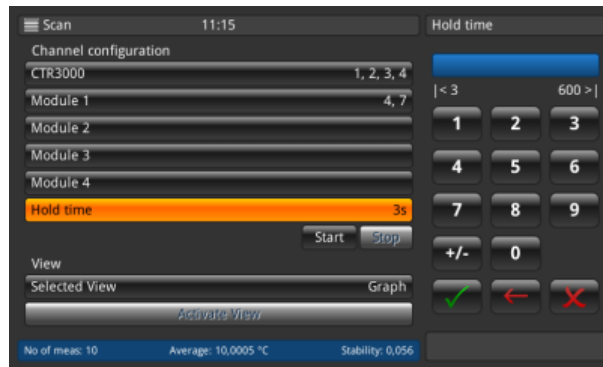 Scan 11:15
Channel configuration
CTR3000 1, 2, 3, 4
Module 1 4, 7
Module 2
Module 3
Module 4
Hold time 3s
Start Stop
View
Selected View Graph
Activate View
No of meas: 10 Average: 10,0005 °C Stability: 0,056
Hold time
|< 3 600 >|
1 2 3
4 5 6
7 8 9
+/- 0